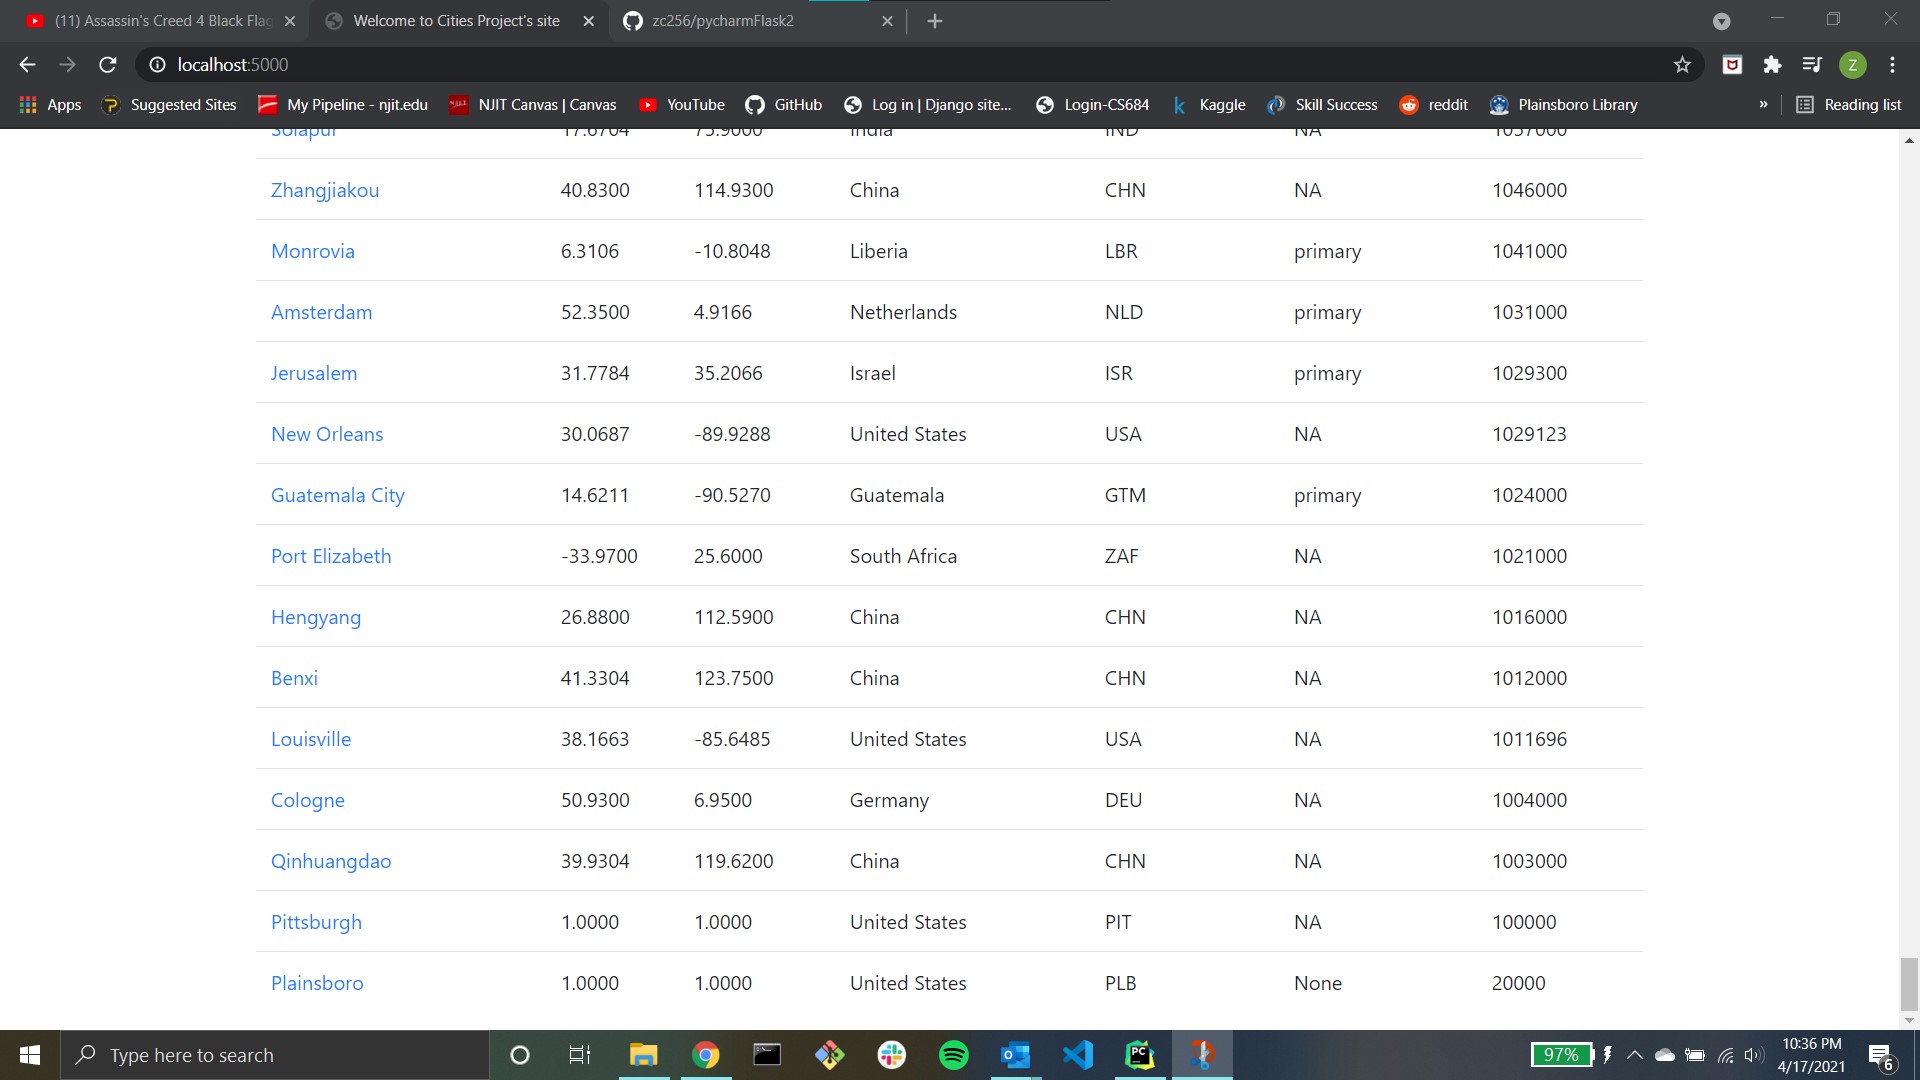 (11) Assassin's Creed 4 Black Flag
Welcome to Cities Project's site
zc256/pycharmFlask2
localhost:5000
Z
Apps
Suggested Sites
My Pipeline - njit.edu
NJIT Canvas | Canvas
YouTube
GitHub
Log in | Django site...
Login-CS684
k Kaggle
Skill Success
reddit
Plainsboro Library
»
Reading list
Solapur 17.6704 75.9000 India IND NA 1057000
Zhangjiakou 40.8300 114.9300 China CHN NA 1046000
Monrovia 6.3106 -10.8048 Liberia LBR primary 1041000
Amsterdam 52.3500 4.9166 Netherlands NLD primary 1031000
Jerusalem 31.7784 35.2066 Israel ISR primary 1029300
New Orleans 30.0687 -89.9288 United States USA NA 1029123
Guatemala City 14.6211 -90.5270 Guatemala GTM primary 1024000
Port Elizabeth -33.9700 25.6000 South Africa ZAF NA 1021000
Hengyang 26.8800 112.5900 China CHN NA 1016000
Benxi 41.3304 123.7500 China CHN NA 1012000
Louisville 38.1663 -85.6485 United States USA NA 1011696
Cologne 50.9300 6.9500 Germany DEU NA 1004000
Qinhuangdao 39.9304 119.6200 China CHN NA 1003000
Pittsburgh 1.0000 1.0000 United States PIT NA 100000
Plainsboro 1.0000 1.0000 United States PLB None 20000
Type here to search
PC
97%
10:36 PM
4/17/2021
6